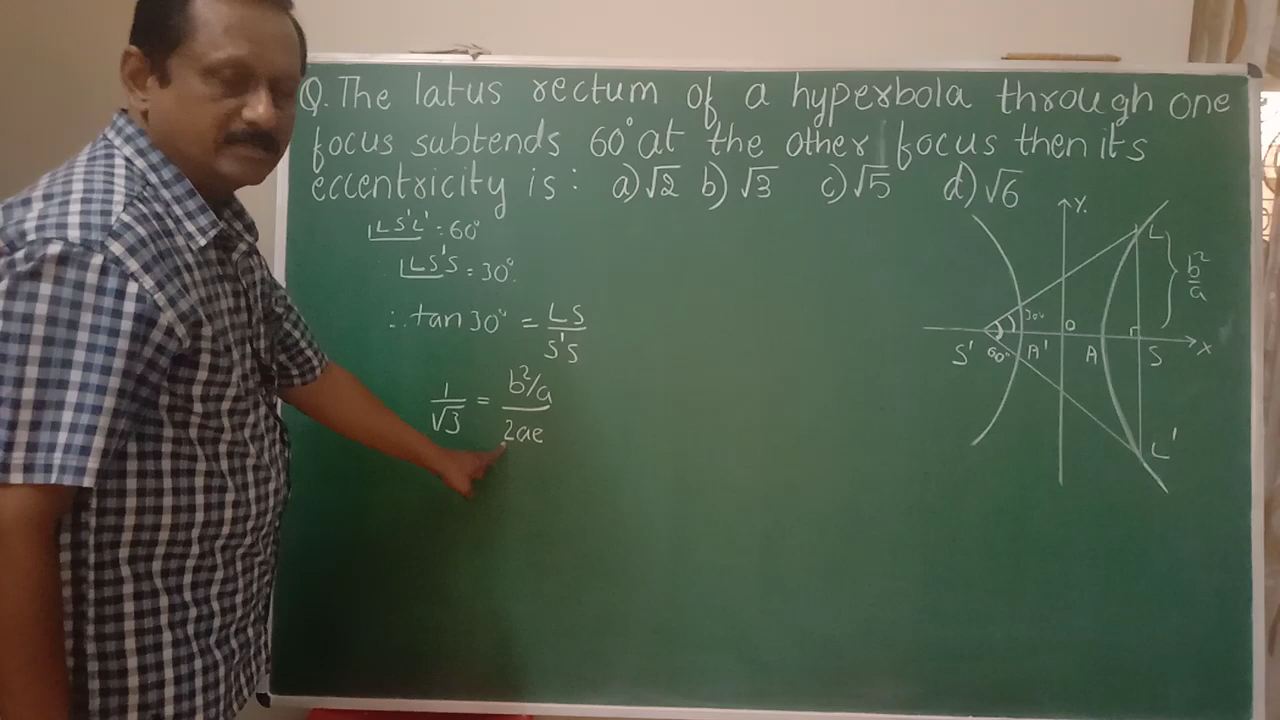 Q. The latus rectum of a hyperbola through one
focus subtends 60° at the other focus then its
eccentricity is : a) √2 b) √3 c) √5 d) √6
∠LS'L' = 60°
∠LS'S = 30°.
∴ tan 30° = LS / S'S
1/√3 = (b²/a) / 2ae
Y.
L
b²/a
30°
O
S' 60° A' A S X
L'